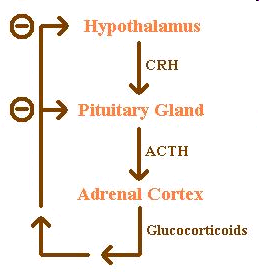 Hypothalamus
CRH
Pituitary Gland
ACTH
Adrenal Cortex
Glucocorticoids